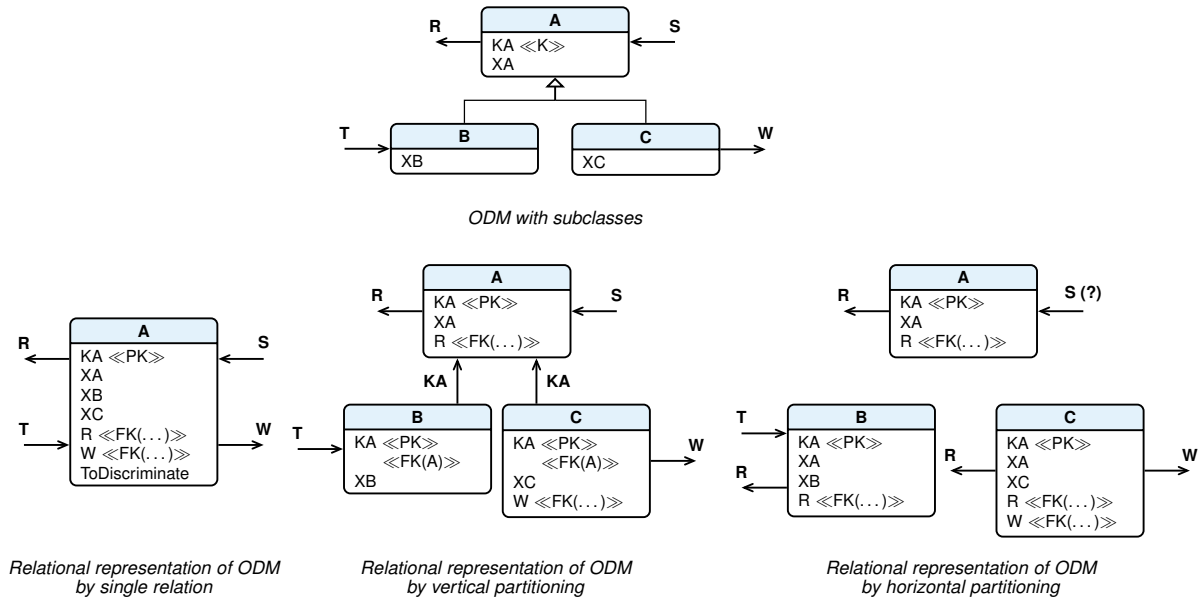 A
R
S
KA ≪K≫
XA
T
B
XB
C
XC
W
ODM with subclasses
A
R
S
KA ≪PK≫
XA
XB
XC
T
R ≪FK(...)≫
W
W ≪FK(...)≫
ToDiscriminate
Relational representation of ODM
by single relation
A
R
S
KA ≪PK≫
XA
R ≪FK(...)≫
KA
KA
T
B
KA ≪PK≫
≪FK(A)≫
XB
C
W
KA ≪PK≫
≪FK(A)≫
XC
W ≪FK(...)≫
Relational representation of ODM
by vertical partitioning
A
R
S (?)
KA ≪PK≫
XA
R ≪FK(...)≫
T
B
KA ≪PK≫
XA
R
XB
R ≪FK(...)≫
C
KA ≪PK≫
R
W
XA
XC
R ≪FK(...)≫
W ≪FK(...)≫
Relational representation of ODM
by horizontal partitioning